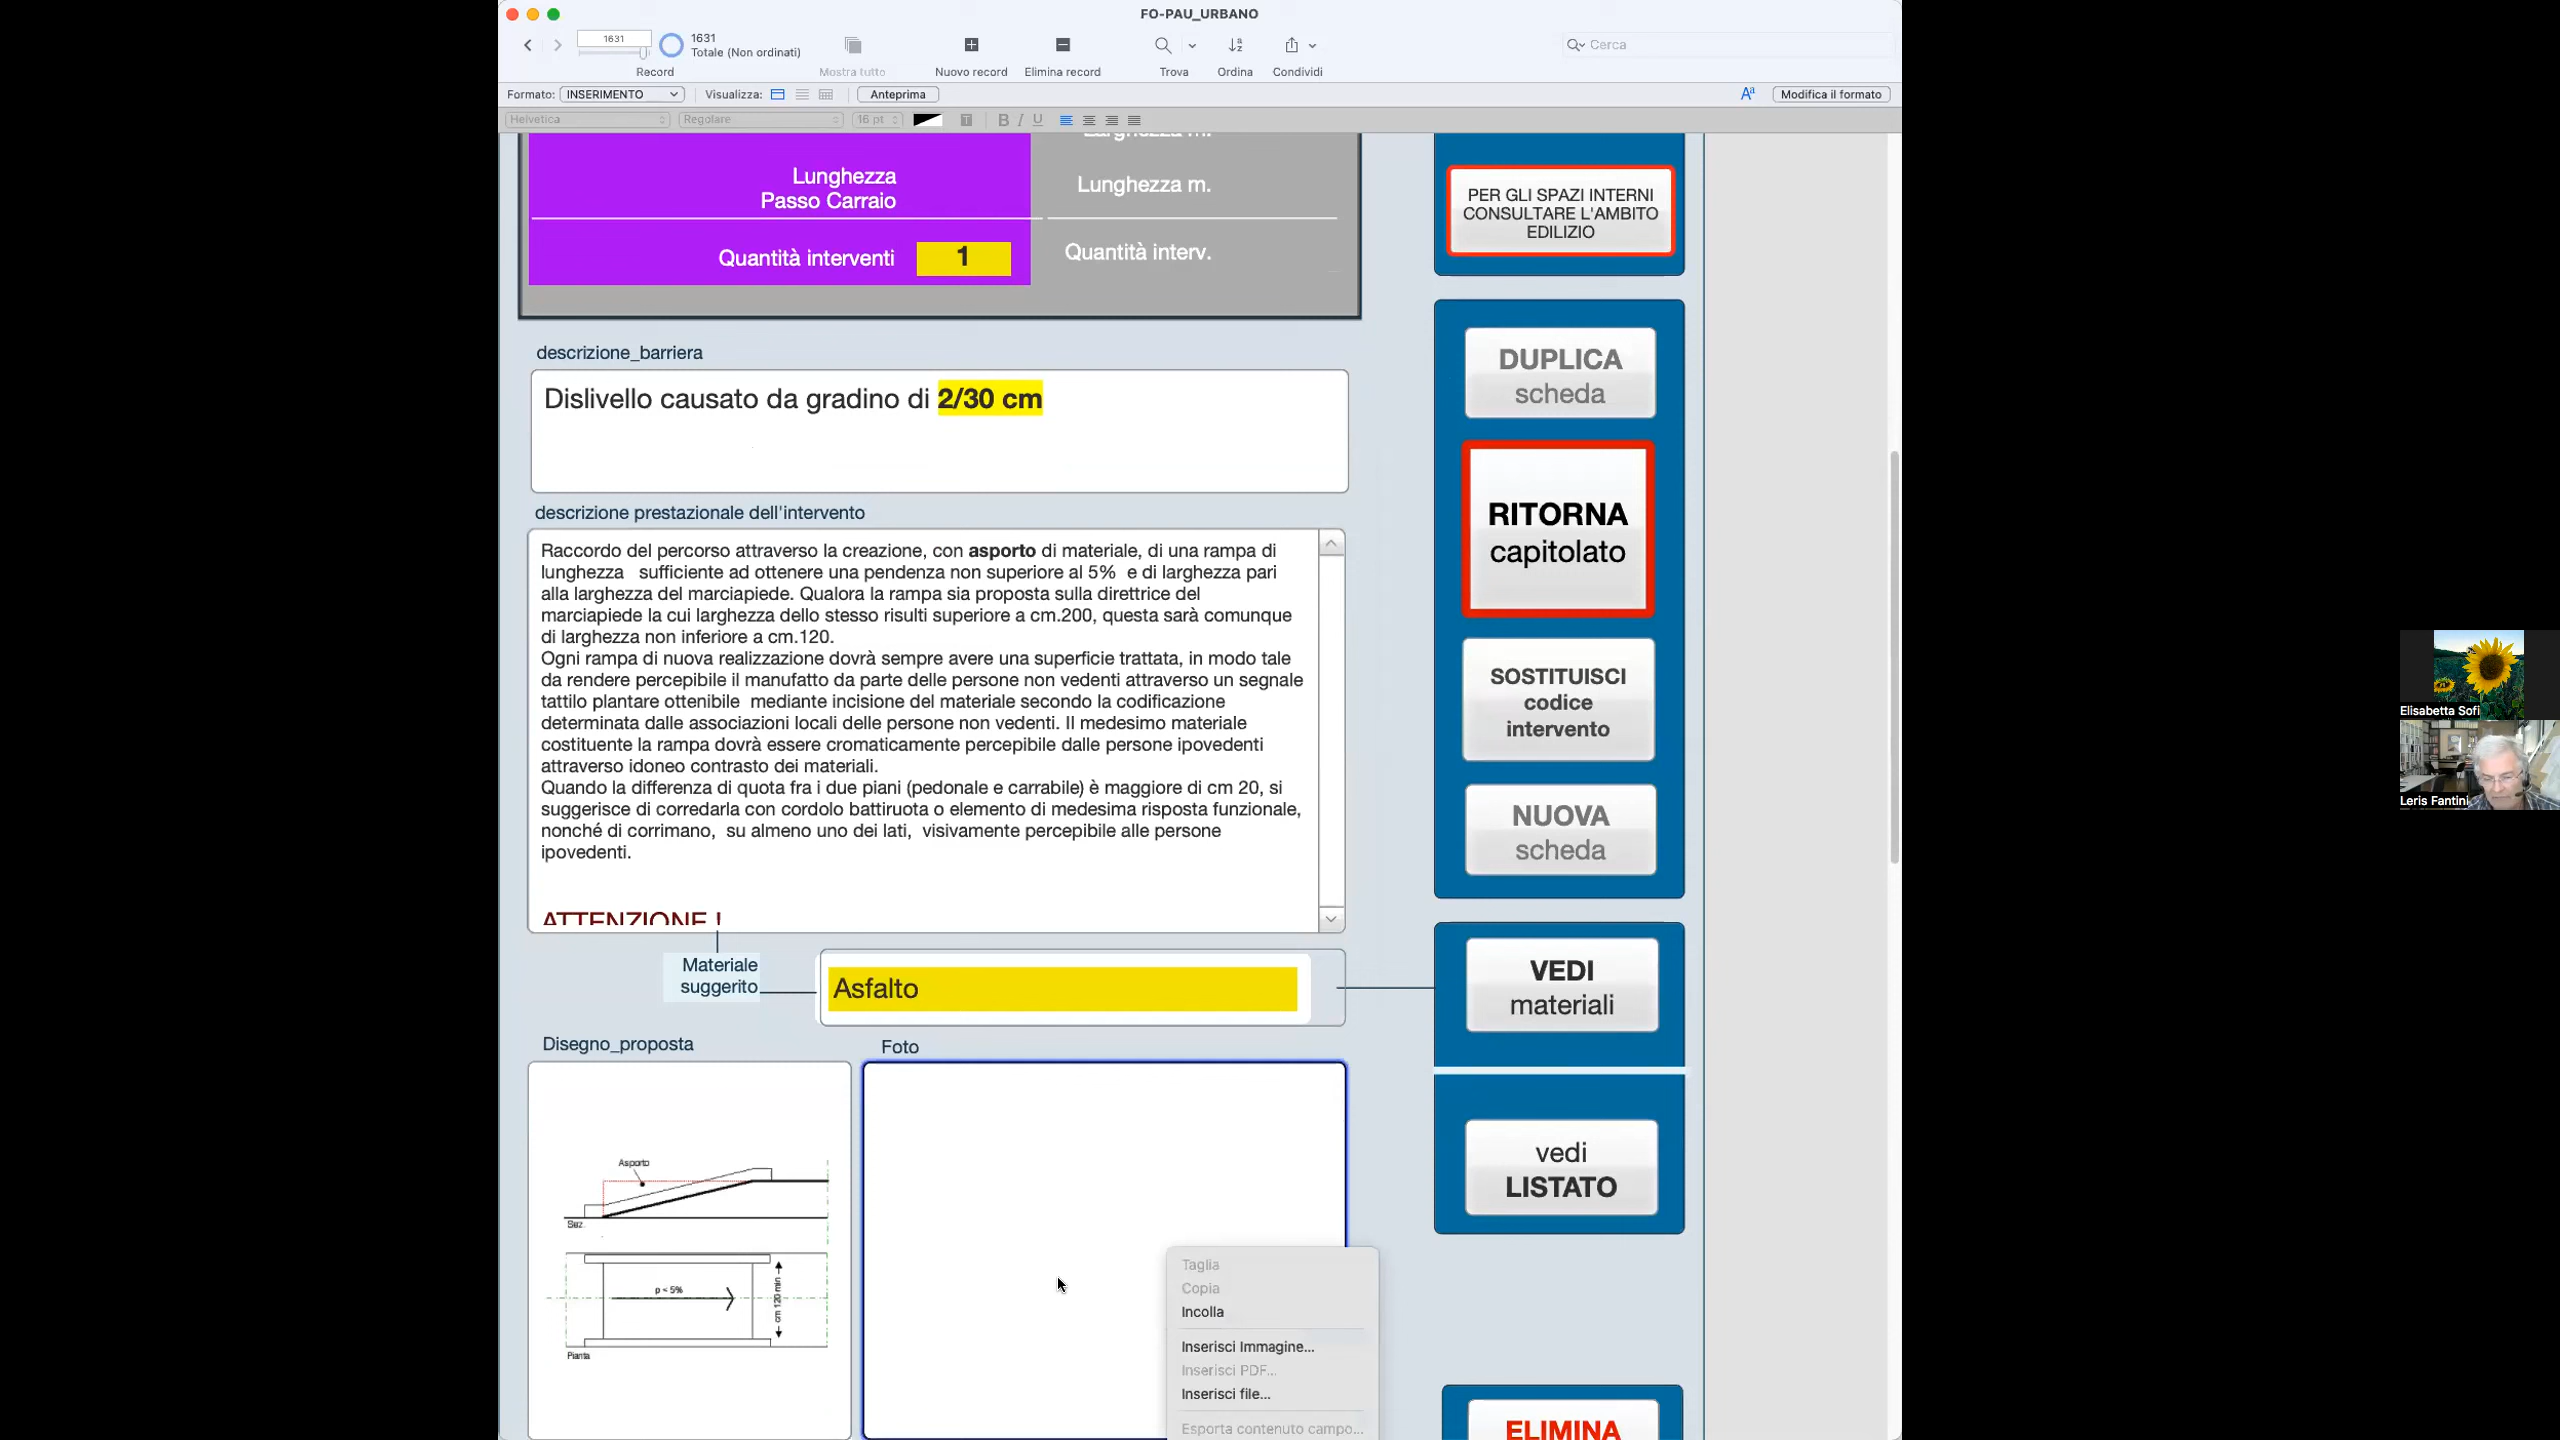 FO-PAU_URBANO
1631
1631
Totale (Non ordinati)
Cerca
Record
Mostra tutto
Nuovo record
Elimina record
Trova
Ordina
Condividi
Formato: INSERIMENTO
Visualizza:
Anteprima
Aª
Modifica il formato
Helvetica
Regolare
16 pt
B I U
Larghezza m.
Lunghezza
Passo Carraio
Lunghezza m.
Quantità interventi 1
Quantità interv.
PER GLI SPAZI INTERNI
CONSULTARE L'AMBITO
EDILIZIO
descrizione_barriera
Dislivello causato da gradino di 2/30 cm
DUPLICA
scheda
RITORNA
capitolato
descrizione prestazionale dell'intervento
Raccordo del percorso attraverso la creazione, con asporto di materiale, di una rampa di
lunghezza sufficiente ad ottenere una pendenza non superiore al 5% e di larghezza pari
alla larghezza del marciapiede. Qualora la rampa sia proposta sulla direttrice del
marciapiede la cui larghezza dello stesso risulti superiore a cm.200, questa sarà comunque
di larghezza non inferiore a cm.120.
Ogni rampa di nuova realizzazione dovrà sempre avere una superficie trattata, in modo tale
da rendere percepibile il manufatto da parte delle persone non vedenti attraverso un segnale
tattilo plantare ottenibile mediante incisione del materiale secondo la codificazione
determinata dalle associazioni locali delle persone non vedenti. Il medesimo materiale
costituente la rampa dovrà essere cromaticamente percepibile dalle persone ipovedenti
attraverso idoneo contrasto dei materiali.
Quando la differenza di quota fra i due piani (pedonale e carrabile) è maggiore di cm 20, si
suggerisce di corredarla con cordolo battiruota o elemento di medesima risposta funzionale,
nonché di corrimano, su almeno uno dei lati, visivamente percepibile alle persone
ipovedenti.
ATTENZIONE !
SOSTITUISCI
codice
intervento
NUOVA
scheda
Materiale
suggerito
Asfalto
VEDI
materiali
Disegno_proposta
Foto
Asporto
Sez.
p < 5%
cm 120 min
Pianta
vedi
LISTATO
Taglia
Copia
Incolla
Inserisci Immagine...
Inserisci PDF...
Inserisci file...
Esporta contenuto campo...
ELIMINA
Elisabetta Sofi
Leris Fantini